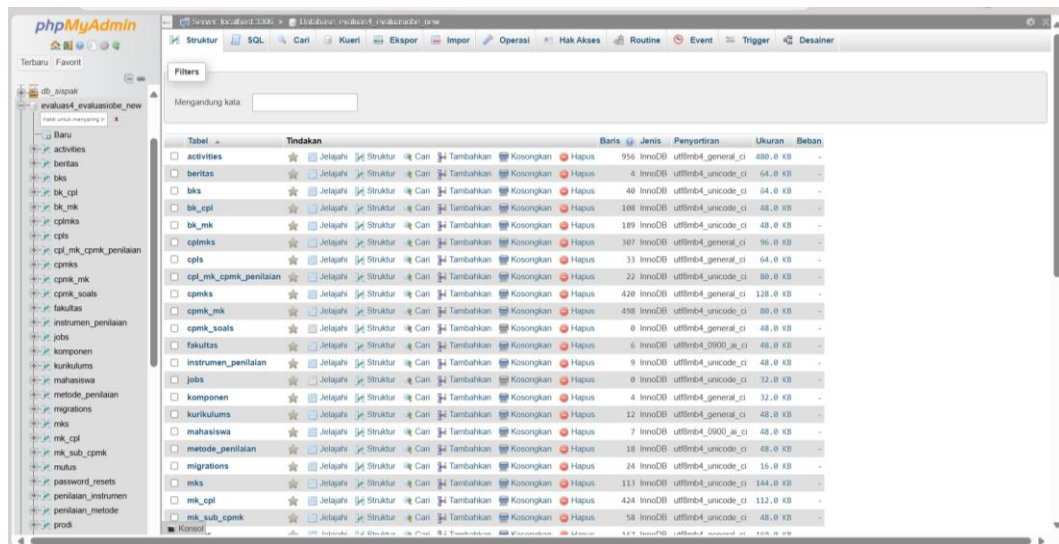 phpMyAdmin
Terbaru Favorit
db_siapak
evaluas4_evaluasiobe_new
x
Baru
activities
beritas
bks
bk_cpl
bk_mk
cplmks
cpls
cpl_mk_cpmk_penilaian
cpmks
cpmk_mk
cpmk_soals
fakultas
instrumen_penilaian
jobs
komponen
kurikulums
mahasiswa
metode_penilaian
migrations
mks
mk_cpl
mk_sub_cpmk
mutus
password_resets
penilaian_instrumen
penilaian_metode
prodi
Server: localhost:3306 » Database: evaluas4_evaluasiobe_new
Struktur SQL Cari Kueri Ekspor Impor Operasi Hak Akses Routine Event Trigger Desainer
Filters
Mengandung kata:
Tabel Tindakan Baris Jenis Penyortiran Ukuran Beban
activities Jelajahi Struktur Cari Tambahkan Kosongkan Hapus 956 InnoDB utf8mb4_general_ci 480.0 KB -
beritas Jelajahi Struktur Cari Tambahkan Kosongkan Hapus 4 InnoDB utf8mb4_unicode_ci 64.0 KB -
bks Jelajahi Struktur Cari Tambahkan Kosongkan Hapus 40 InnoDB utf8mb4_unicode_ci 64.0 KB -
bk_cpl Jelajahi Struktur Cari Tambahkan Kosongkan Hapus 108 InnoDB utf8mb4_unicode_ci 48.0 KB -
bk_mk Jelajahi Struktur Cari Tambahkan Kosongkan Hapus 189 InnoDB utf8mb4_unicode_ci 48.0 KB -
cplmks Jelajahi Struktur Cari Tambahkan Kosongkan Hapus 307 InnoDB utf8mb4_general_ci 96.0 KB -
cpls Jelajahi Struktur Cari Tambahkan Kosongkan Hapus 33 InnoDB utf8mb4_general_ci 64.0 KB -
cpl_mk_cpmk_penilaian Jelajahi Struktur Cari Tambahkan Kosongkan Hapus 22 InnoDB utf8mb4_unicode_ci 80.0 KB -
cpmks Jelajahi Struktur Cari Tambahkan Kosongkan Hapus 420 InnoDB utf8mb4_general_ci 128.0 KB -
cpmk_mk Jelajahi Struktur Cari Tambahkan Kosongkan Hapus 498 InnoDB utf8mb4_unicode_ci 80.0 KB -
cpmk_soals Jelajahi Struktur Cari Tambahkan Kosongkan Hapus 0 InnoDB utf8mb4_general_ci 48.0 KB -
fakultas Jelajahi Struktur Cari Tambahkan Kosongkan Hapus 6 InnoDB utf8mb4_0900_ai_ci 48.0 KB -
instrumen_penilaian Jelajahi Struktur Cari Tambahkan Kosongkan Hapus 9 InnoDB utf8mb4_unicode_ci 48.0 KB -
jobs Jelajahi Struktur Cari Tambahkan Kosongkan Hapus 0 InnoDB utf8mb4_unicode_ci 32.0 KB -
komponen Jelajahi Struktur Cari Tambahkan Kosongkan Hapus 4 InnoDB utf8mb4_general_ci 32.0 KB -
kurikulums Jelajahi Struktur Cari Tambahkan Kosongkan Hapus 12 InnoDB utf8mb4_general_ci 48.0 KB -
mahasiswa Jelajahi Struktur Cari Tambahkan Kosongkan Hapus 7 InnoDB utf8mb4_0900_ai_ci 48.0 KB -
metode_penilaian Jelajahi Struktur Cari Tambahkan Kosongkan Hapus 18 InnoDB utf8mb4_unicode_ci 48.0 KB -
migrations Jelajahi Struktur Cari Tambahkan Kosongkan Hapus 24 InnoDB utf8mb4_unicode_ci 16.0 KB -
mks Jelajahi Struktur Cari Tambahkan Kosongkan Hapus 113 InnoDB utf8mb4_unicode_ci 144.0 KB -
mk_cpl Jelajahi Struktur Cari Tambahkan Kosongkan Hapus 424 InnoDB utf8mb4_unicode_ci 112.0 KB -
mk_sub_cpmk Jelajahi Struktur Cari Tambahkan Kosongkan Hapus 58 InnoDB utf8mb4_unicode_ci 48.0 KB -
Konsol